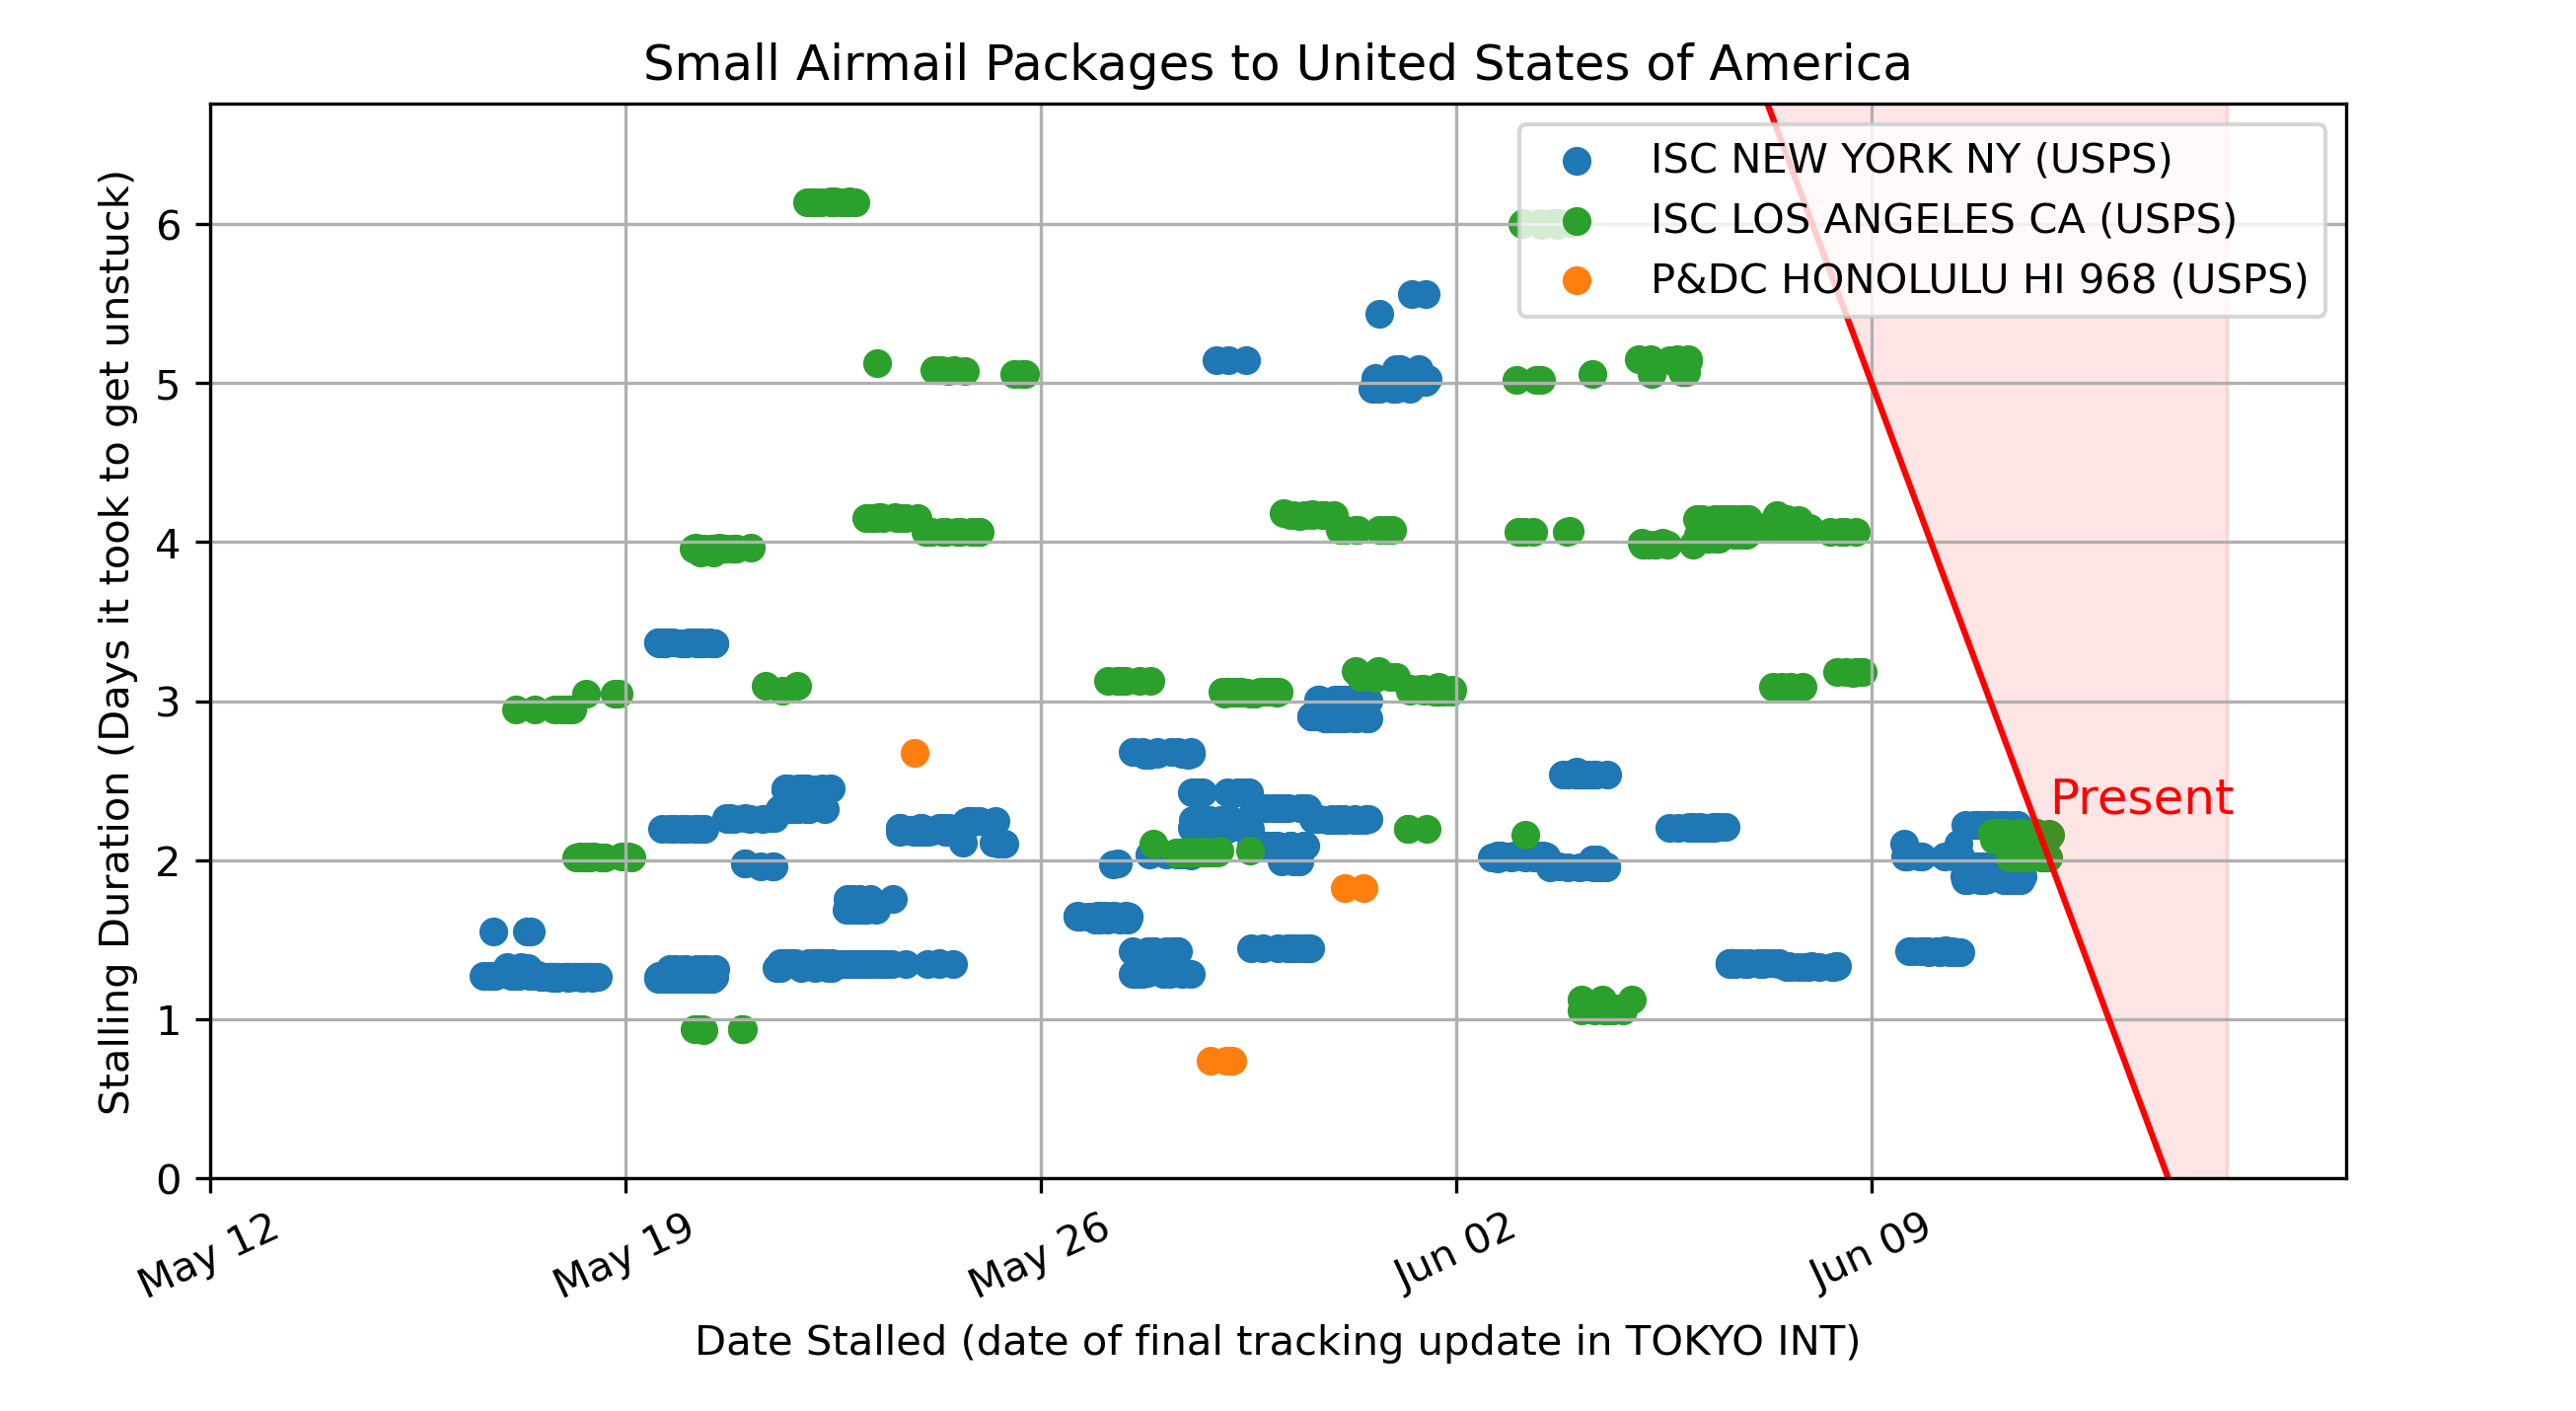 Small Airmail Packages to United States of America
Stalling Duration (Days it took to get unstuck)
6
5
4
3
2
1
0
ISC NEW YORK NY (USPS)
ISC LOS ANGELES CA (USPS)
P&DC HONOLULU HI 968 (USPS)
Present
May 12
May 19
May 26
Jun 02
Jun 09
Date Stalled (date of final tracking update in TOKYO INT)